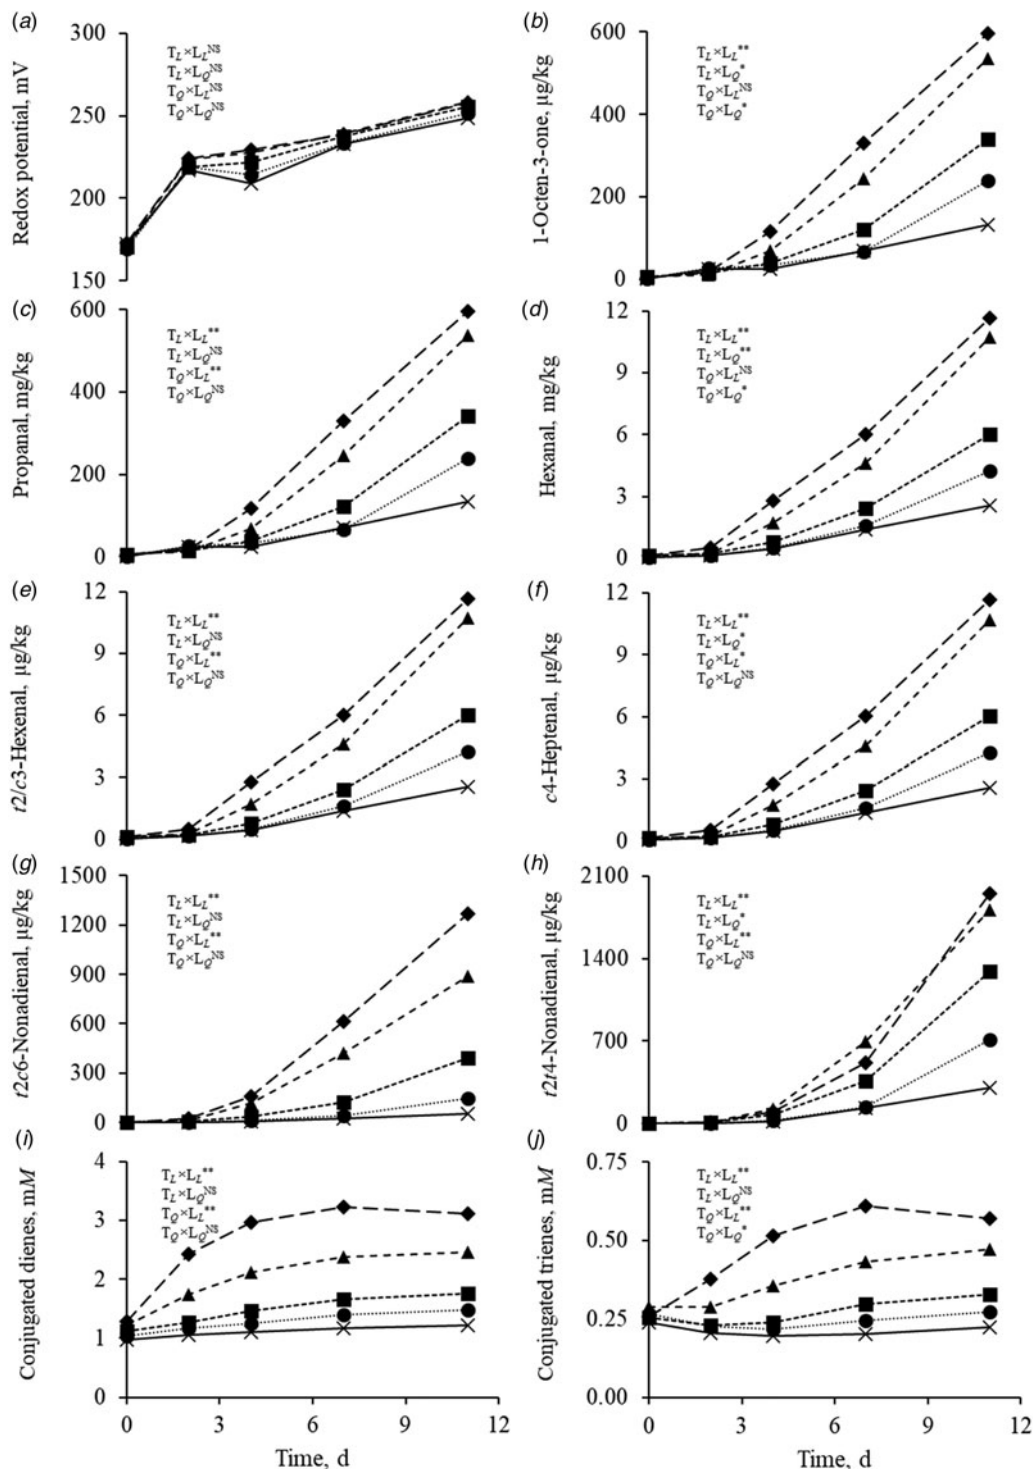 (a)
Redox potential, mV
300
250
200
150
T_L×L_L^NS
T_L×L_Q^NS
T_Q×L_L^NS
T_Q×L_Q^NS
(b)
1-Octen-3-one, µg/kg
600
400
200
0
T_L×L_L^**
T_L×L_Q^*
T_Q×L_L^NS
T_Q×L_Q^*
(c)
Propanal, mg/kg
600
400
200
0
T_L×L_L^**
T_L×L_Q^NS
T_Q×L_L^**
T_Q×L_Q^NS
(d)
Hexanal, mg/kg
12
9
6
3
0
T_L×L_L^**
T_L×L_Q^**
T_Q×L_L^NS
T_Q×L_Q^*
(e)
t2/c3-Hexenal, µg/kg
12
9
6
3
0
T_L×L_L^**
T_L×L_Q^NS
T_Q×L_L^**
T_Q×L_Q^NS
(f)
c4-Heptenal, µg/kg
12
9
6
3
0
T_L×L_L^**
T_L×L_Q^*
T_Q×L_L^*
T_Q×L_Q^NS
(g)
t2c6-Nonadienal, µg/kg
1500
1200
900
600
300
0
T_L×L_L^**
T_L×L_Q^NS
T_Q×L_L^**
T_Q×L_Q^NS
(h)
t2t4-Nonadienal, µg/kg
2100
1400
700
0
T_L×L_L^**
T_L×L_Q^*
T_Q×L_L^**
T_Q×L_Q^NS
(i)
Conjugated dienes, mM
4
3
2
1
0
T_L×L_L^**
T_L×L_Q^NS
T_Q×L_L^**
T_Q×L_Q^NS
0 3 6 9 12
Time, d
(j)
Conjugated trienes, mM
0.75
0.50
0.25
0.00
T_L×L_L^**
T_L×L_Q^NS
T_Q×L_L^**
T_Q×L_Q^*
0 3 6 9 12
Time, d